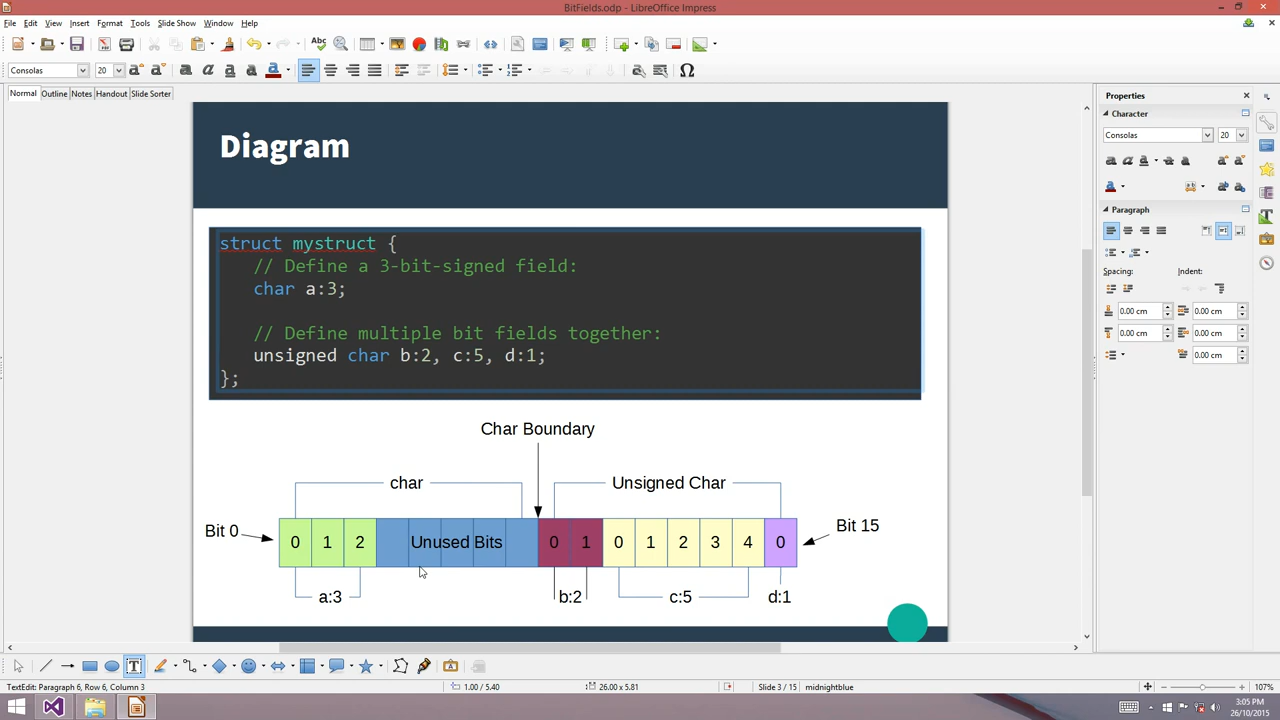 BitFields.odp - LibreOffice Impress
File Edit View Insert Format Tools Slide Show Window Help
Consolas 20
Normal Outline Notes Handout Slide Sorter
Diagram
struct mystruct {
// Define a 3-bit-signed field:
char a:3;
// Define multiple bit fields together:
unsigned char b:2, c:5, d:1;
};
Char Boundary
char Unsigned Char
Bit 0 Bit 15
0 1 2 Unused Bits 0 1 0 1 2 3 4 0
a:3 b:2 c:5 d:1
Properties
Character
Consolas 20
Paragraph
Spacing: Indent:
0.00 cm 0.00 cm
0.00 cm 0.00 cm
0.00 cm
TextEdit: Paragraph 6, Row 6, Column 3 1.00 / 5.40 26.00 x 5.81 Slide 3 / 15 midnightblue 107%
3:05 PM
26/10/2015